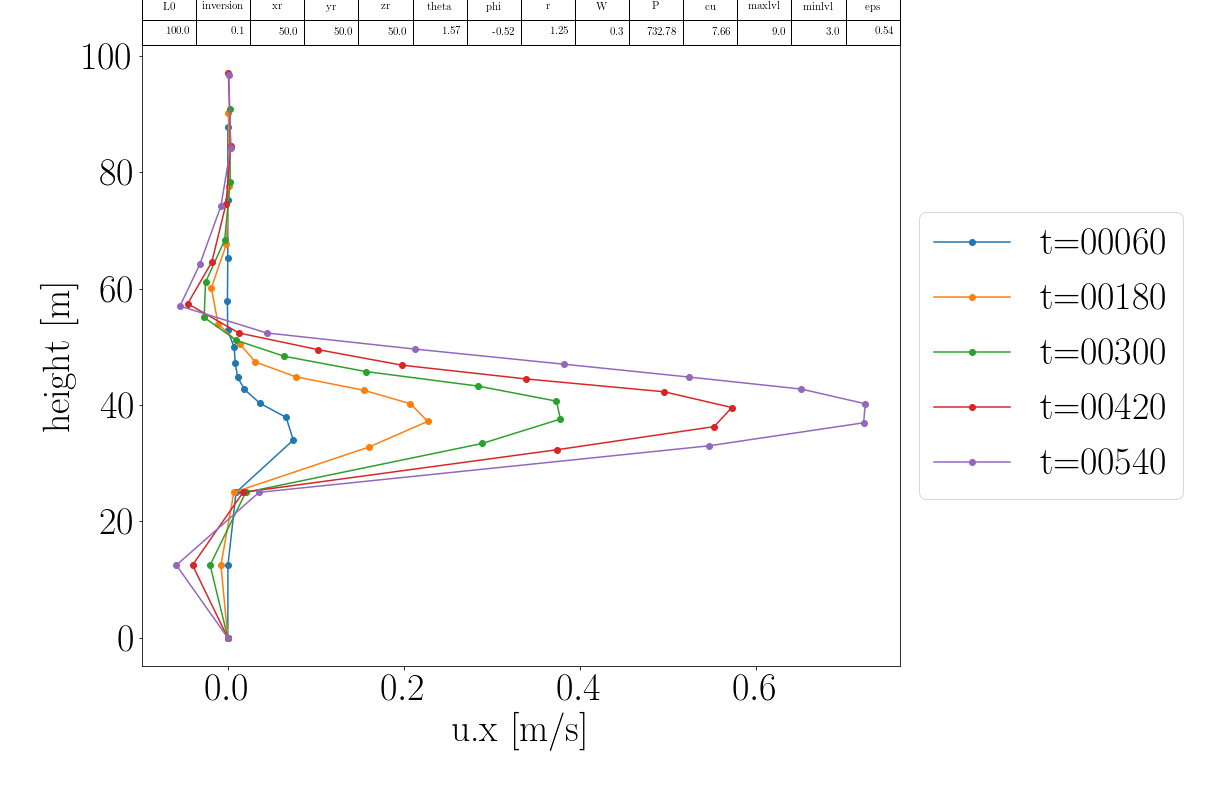 L0 inversion xr yr zr theta phi r W P cu maxlvl minlvl eps
100.0 0.1 50.0 50.0 50.0 1.57 -0.52 1.25 0.3 732.78 7.66 9.0 3.0 0.54
100
80
60
40
20
0
height [m]
0.0 0.2 0.4 0.6
u.x [m/s]
t=00060
t=00180
t=00300
t=00420
t=00540